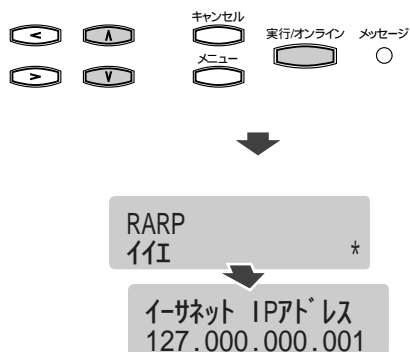 キャンセル
実行/オンライン メッセージ
< ∧
メニュー
> ∨
RARP
イイエ *
イーサネット IPアドレス
127.000.000.001